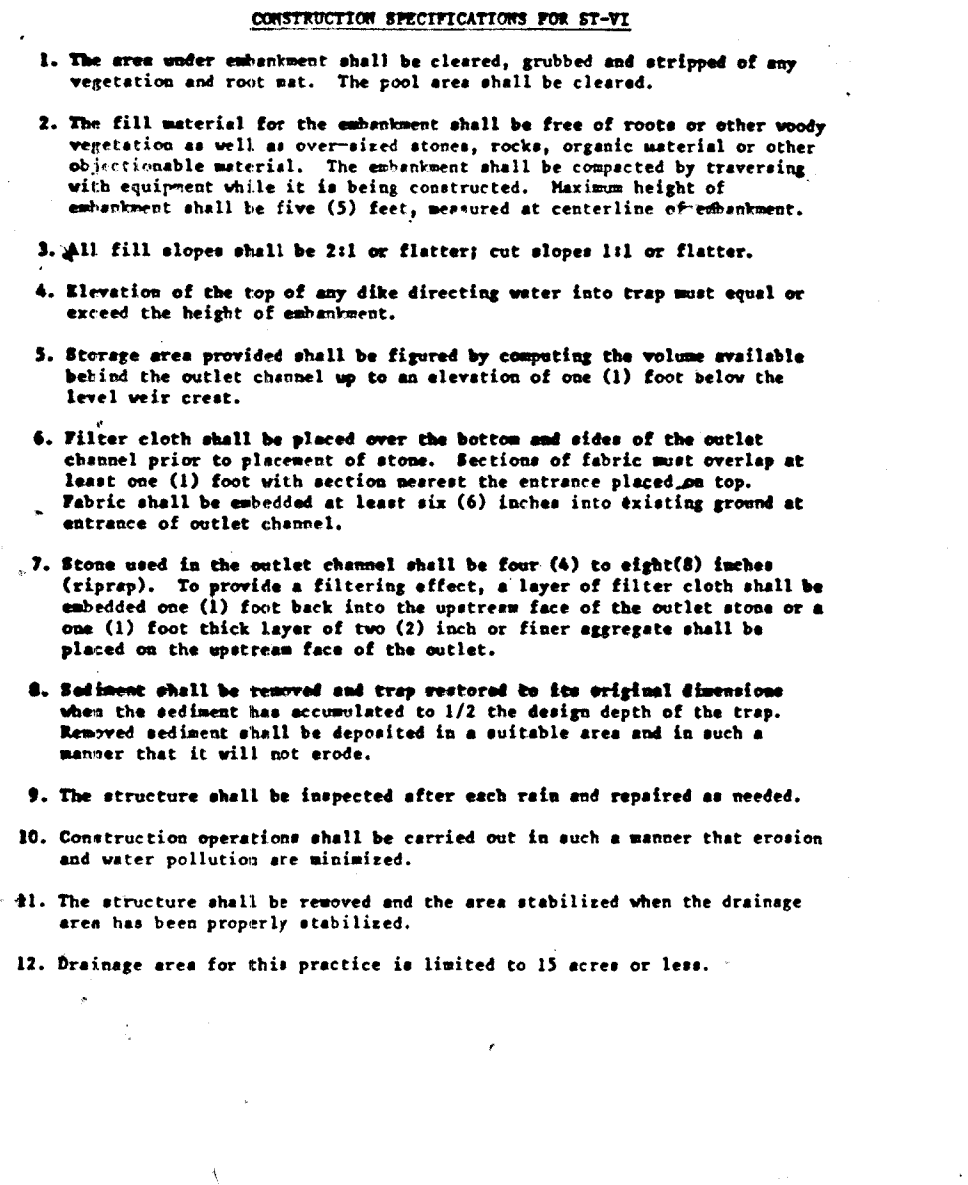 CONSTRUCTION SPECIFICATIONS FOR ST-VI
1. The area under embankment shall be cleared, grubbed and stripped of any
vegetation and root mat. The pool area shall be cleared.
2. The fill material for the embankment shall be free of roots or other woody
vegetation as well as over-sized stones, rocks, organic material or other
objectionable material. The embankment shall be compacted by traversing
with equipment while it is being constructed. Maximum height of
embankment shall be five (5) feet, measured at centerline of embankment.
3. All fill slopes shall be 2:1 or flatter; cut slopes 1:1 or flatter.
4. Elevation of the top of any dike directing water into trap must equal or
exceed the height of embankment.
5. Storage area provided shall be figured by computing the volume available
behind the outlet channel up to an elevation of one (1) foot below the
level weir crest.
6. Filter cloth shall be placed over the bottom and sides of the outlet
channel prior to placement of stone. Sections of fabric must overlap at
least one (1) foot with section nearest the entrance placed on top.
Fabric shall be embedded at least six (6) inches into existing ground at
entrance of outlet channel.
7. Stone used in the outlet channel shall be four (4) to eight(8) inches
(riprap). To provide a filtering effect, a layer of filter cloth shall be
embedded one (1) foot back into the upstream face of the outlet stone or a
one (1) foot thick layer of two (2) inch or finer aggregate shall be
placed on the upstream face of the outlet.
8. Sediment shall be removed and trap restored to its original dimensions
when the sediment has accumulated to 1/2 the design depth of the trap.
Removed sediment shall be deposited in a suitable area and in such a
manner that it will not erode.
9. The structure shall be inspected after each rain and repaired as needed.
10. Construction operations shall be carried out in such a manner that erosion
and water pollution are minimized.
11. The structure shall be removed and the area stabilized when the drainage
area has been properly stabilized.
12. Drainage area for this practice is limited to 15 acres or less.